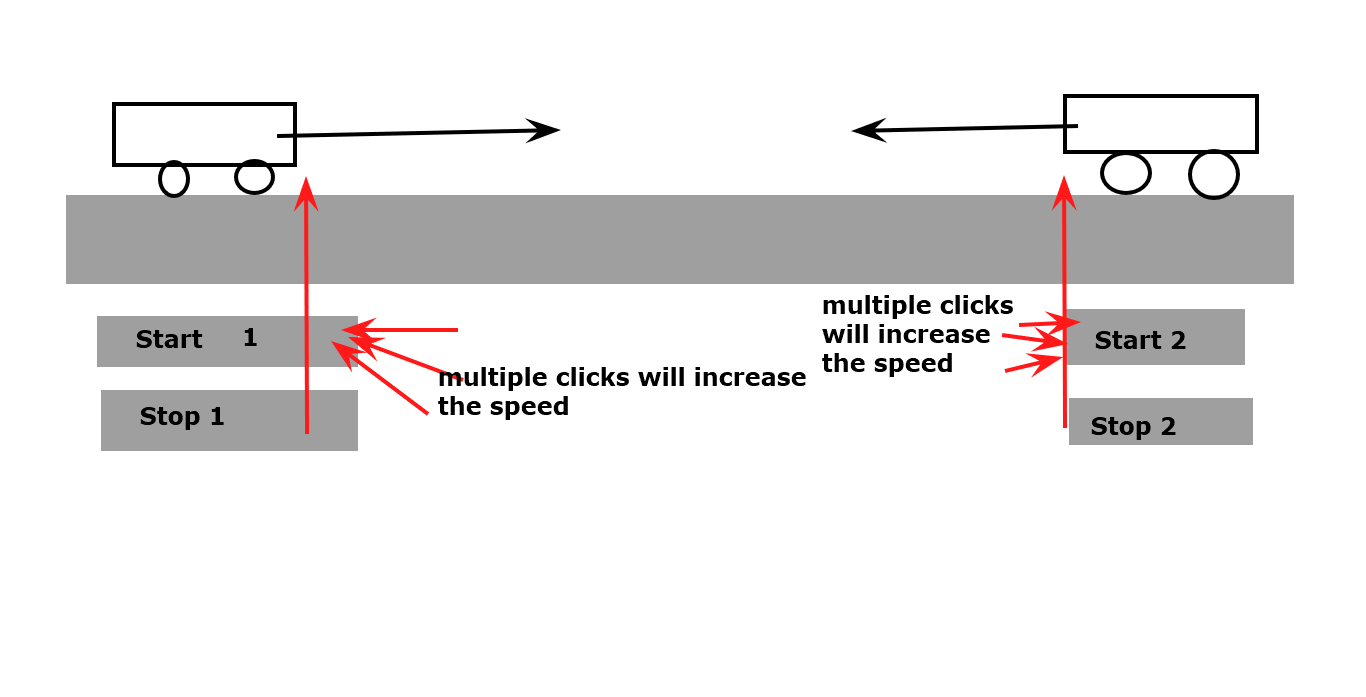 Start 1
Stop 1
multiple clicks will increase
the speed
multiple clicks
will increase
the speed
Start 2
Stop 2